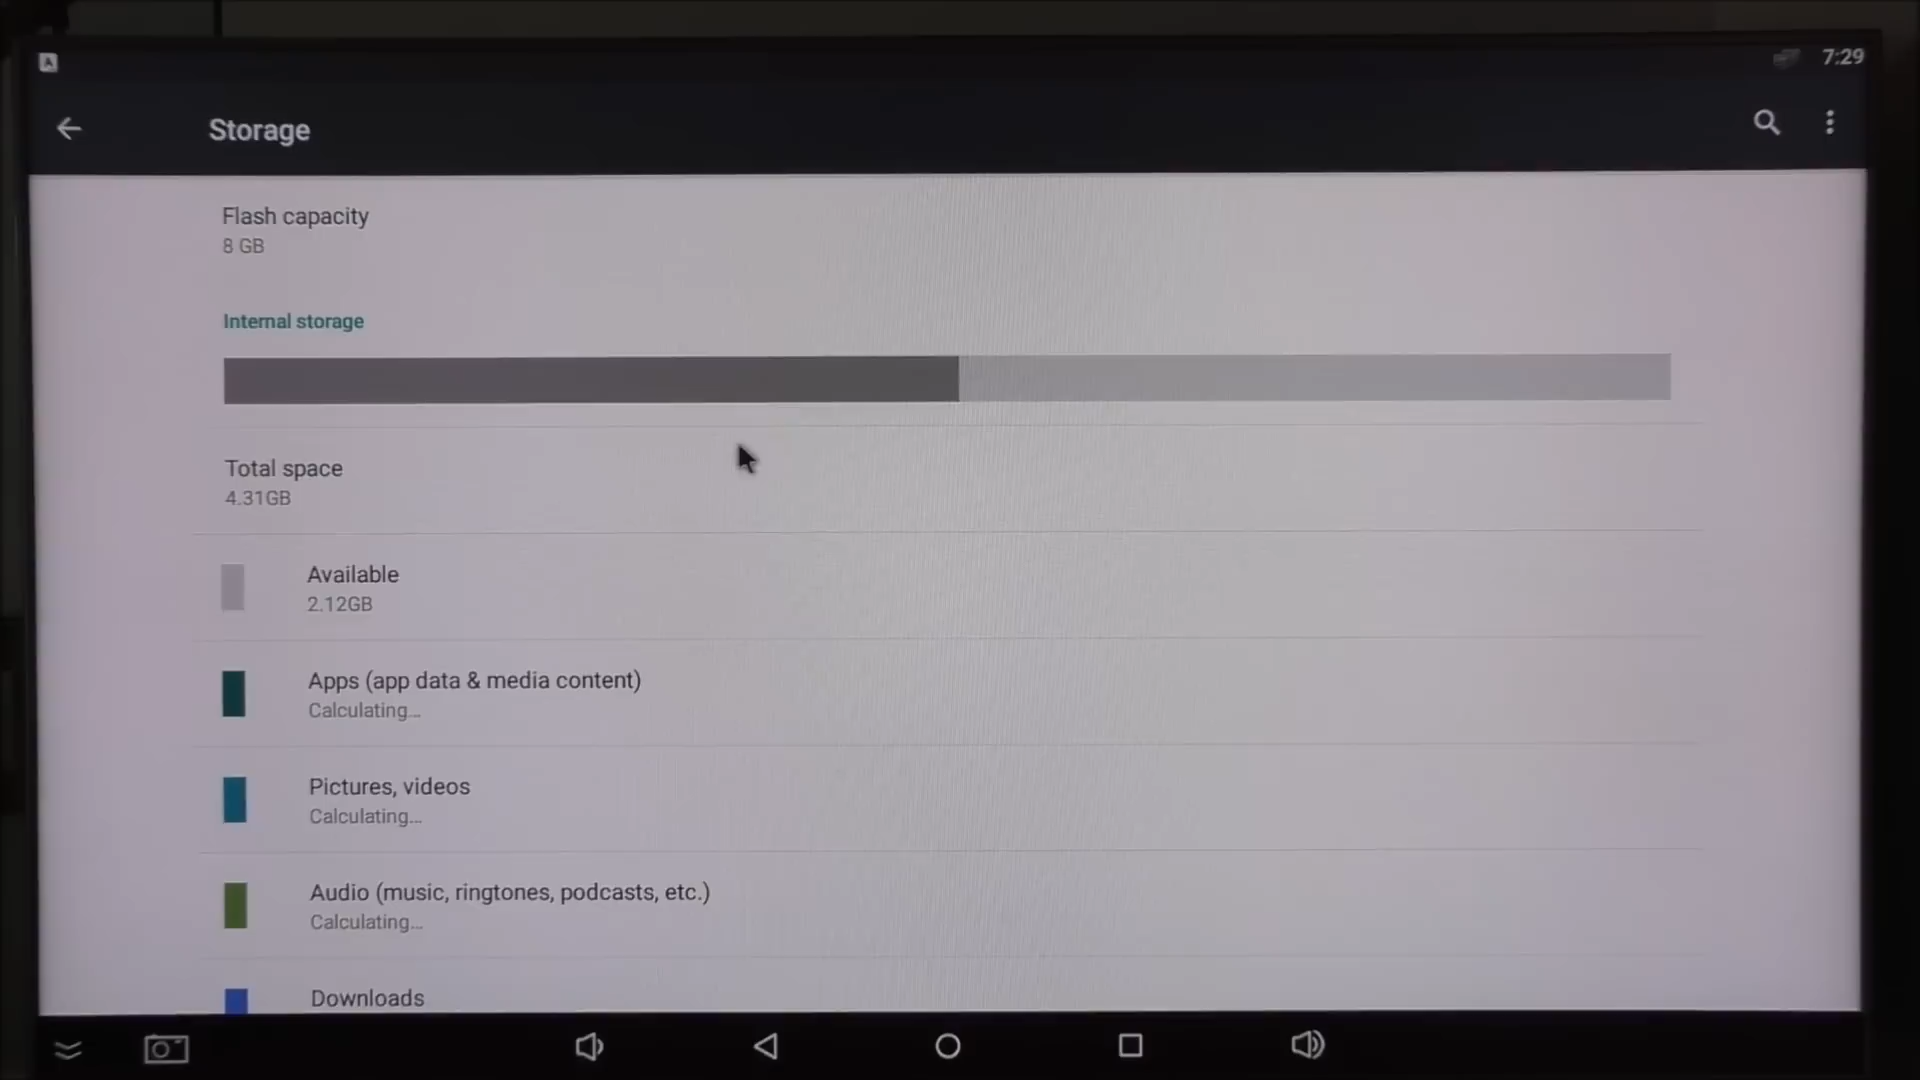 A
7:29
Storage
Flash capacity
8 GB
Internal storage
Total space
4.31GB
Available
2.12GB
Apps (app data & media content)
Calculating...
Pictures, videos
Calculating...
Audio (music, ringtones, podcasts, etc.)
Calculating...
Downloads